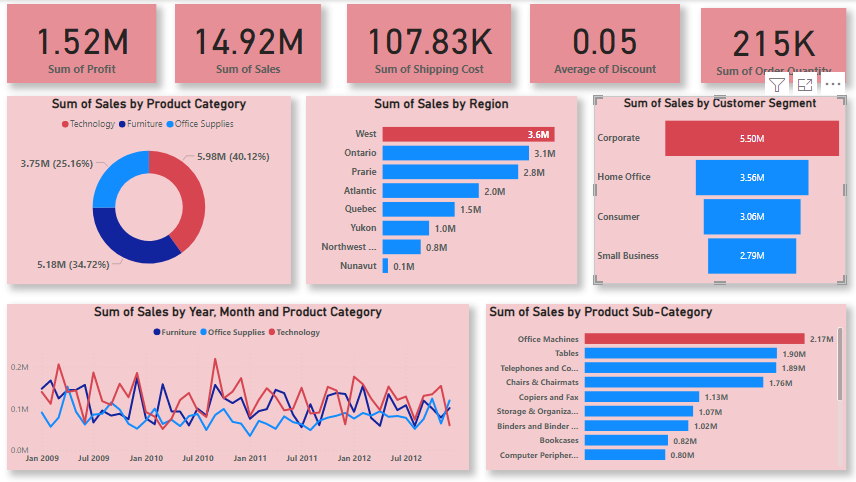 1.52M
Sum of Profit
14.92M
Sum of Sales
107.83K
Sum of Shipping Cost
0.05
Average of Discount
215K
Sum of Order Quantity
Sum of Sales by Product Category
Technology Furniture Office Supplies
3.75M (25.16%)
5.98M (40.12%)
5.18M (34.72%)
Sum of Sales by Region
West 3.6M
Ontario 3.1M
Prarie 2.8M
Atlantic 2.0M
Quebec 1.5M
Yukon 1.0M
Northwest ... 0.8M
Nunavut 0.1M
Sum of Sales by Customer Segment
Corporate 5.50M
Home Office 3.56M
Consumer 3.06M
Small Business 2.79M
Sum of Sales by Year, Month and Product Category
Furniture Office Supplies Technology
0.2M
0.1M
0.0M
Jan 2009 Jul 2009 Jan 2010 Jul 2010 Jan 2011 Jul 2011 Jan 2012 Jul 2012
Sum of Sales by Product Sub-Category
Office Machines 2.17M
Tables 1.90M
Telephones and Co... 1.89M
Chairs & Chairmats 1.76M
Copiers and Fax 1.13M
Storage & Organiza... 1.07M
Binders and Binder ... 1.02M
Bookcases 0.82M
Computer Peripher... 0.80M